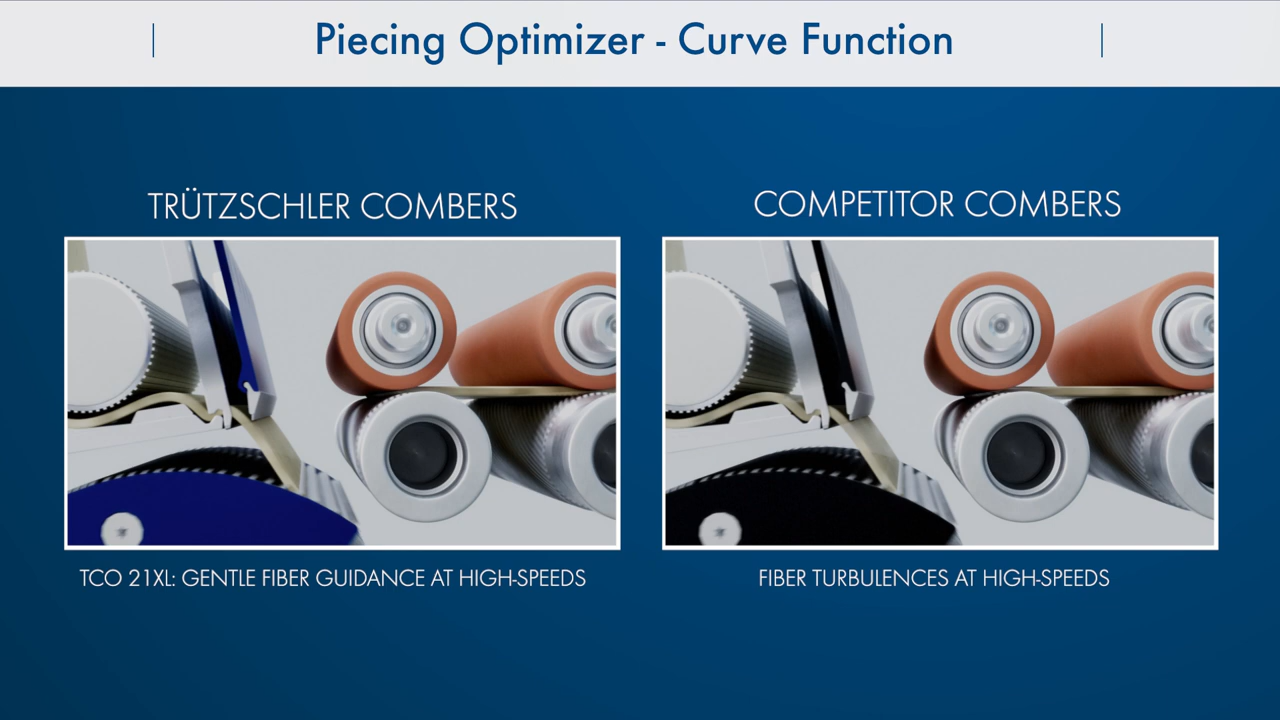 Piecing Optimizer - Curve Function
TRÜTZSCHLER COMBERS
COMPETITOR COMBERS
TCO 21XL: GENTLE FIBER GUIDANCE AT HIGH-SPEEDS
FIBER TURBULENCES AT HIGH-SPEEDS